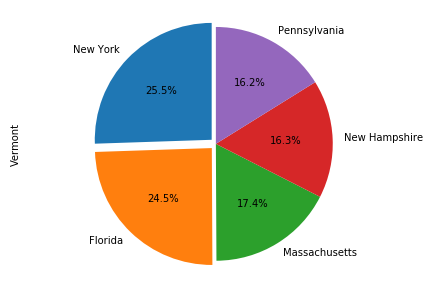 Pennsylvania
New York
25.5%
16.2%
Vermont
16.3%
New Hampshire
24.5%
17.4%
Florida
Massachusetts